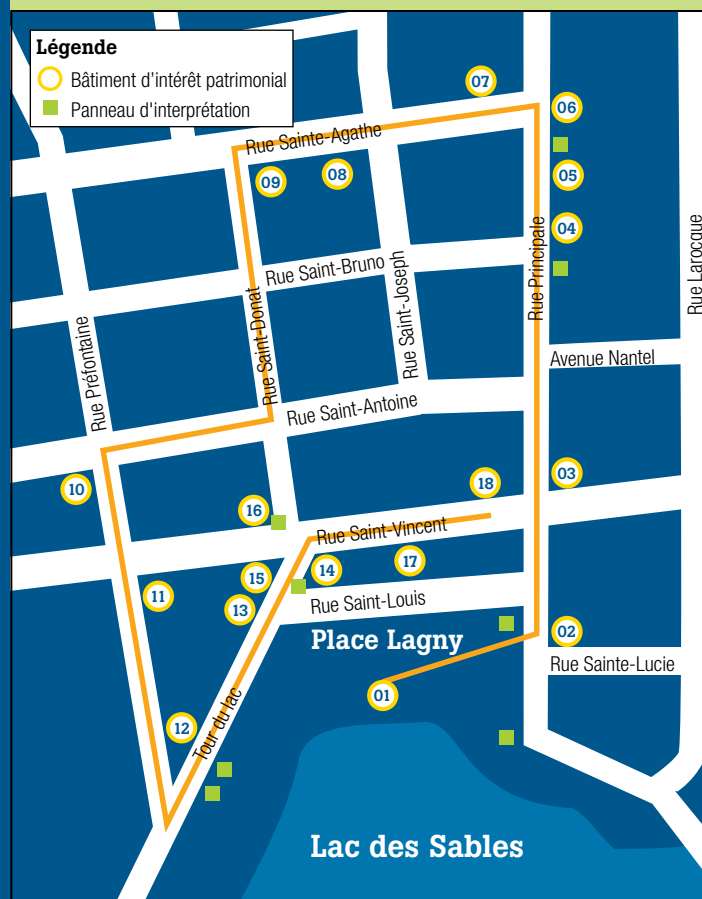 Légende
Bâtiment d'intérêt patrimonial
Panneau d'interprétation
07
06
Rue Sainte-Agathe
05
08
09
04
Rue Principale
Rue Larocque
Rue Saint-Bruno
Rue Saint-Joseph
Rue Saint-Donat
Rue Préfontaine
Avenue Nantel
Rue Saint-Antoine
03
18
10
16
Rue Saint-Vincent
17
14
15
11
13
Rue Saint-Louis
02
Place Lagny
Rue Sainte-Lucie
01
12
Tour du lac
Lac des Sables